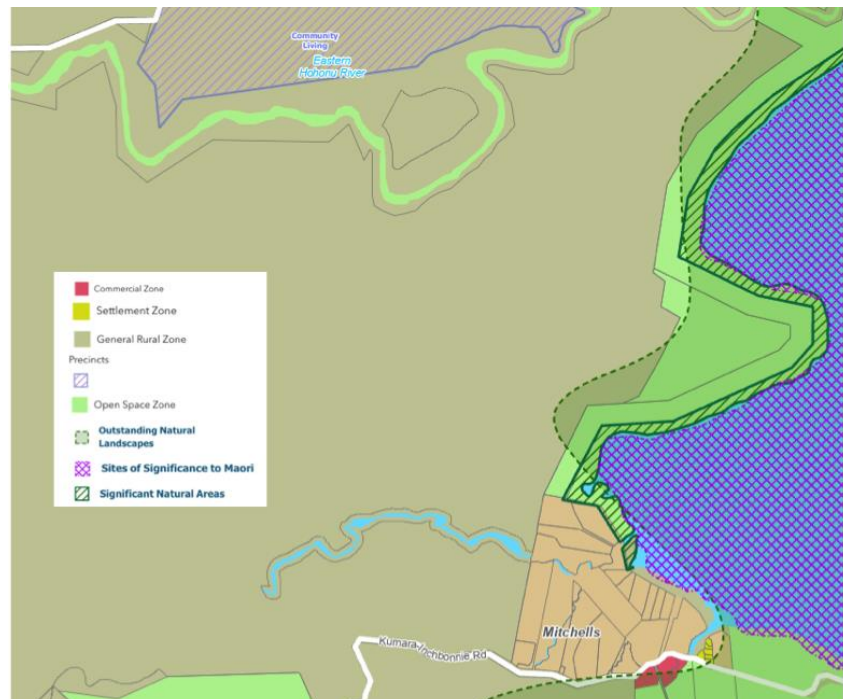 Community
Living
Eastern
Hohonu River
Commercial Zone
Settlement Zone
General Rural Zone
Precincts
Open Space Zone
Outstanding Natural
Landscapes
Sites of Significance to Maori
Significant Natural Areas
Mitchells
Kumara-Inchbonnie Rd